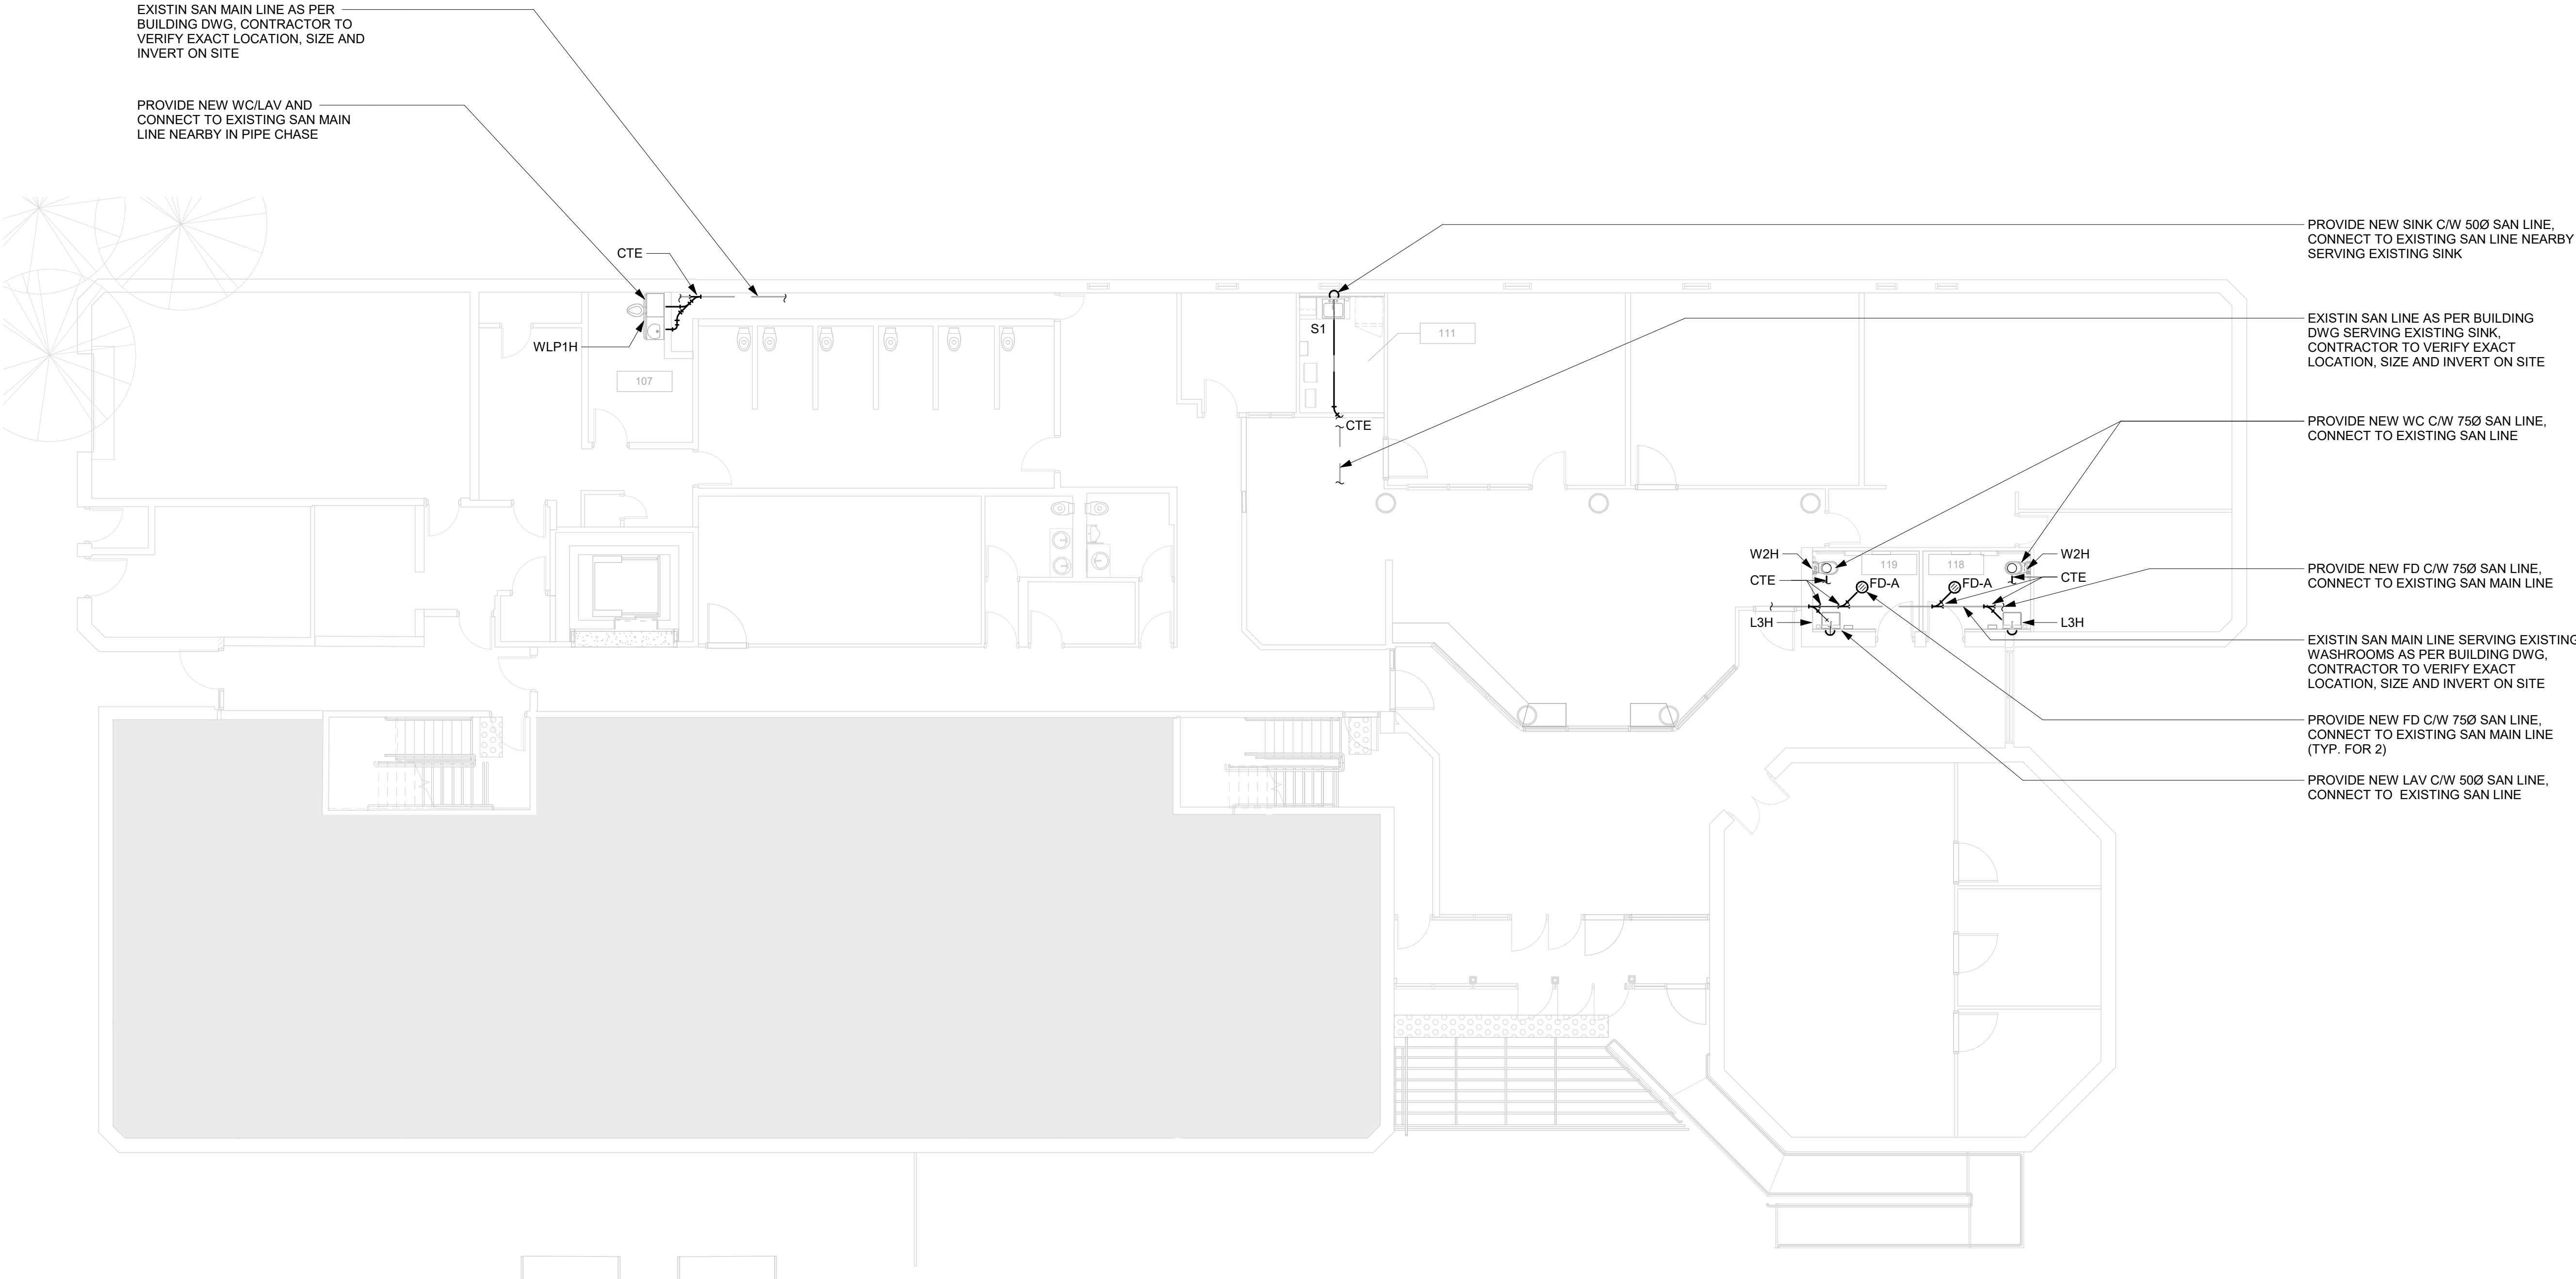 EXISTIN SAN MAIN LINE AS PER
BUILDING DWG, CONTRACTOR TO
VERIFY EXACT LOCATION, SIZE AND
INVERT ON SITE
PROVIDE NEW WC/LAV AND
CONNECT TO EXISTING SAN MAIN
LINE NEARBY IN PIPE CHASE
CTE
WLP1H
107
S1
111
CTE
PROVIDE NEW SINK C/W 50Ø SAN LINE,
CONNECT TO EXISTING SAN LINE NEARBY
SERVING EXISTING SINK
EXISTIN SAN LINE AS PER BUILDING
DWG SERVING EXISTING SINK,
CONTRACTOR TO VERIFY EXACT
LOCATION, SIZE AND INVERT ON SITE
PROVIDE NEW WC C/W 75Ø SAN LINE,
CONNECT TO EXISTING SAN LINE
W2H
119
118
W2H
CTE
FD-A
FD-A
CTE
L3H
L3H
PROVIDE NEW FD C/W 75Ø SAN LINE,
CONNECT TO EXISTING SAN MAIN LINE
EXISTIN SAN MAIN LINE SERVING EXISTING
WASHROOMS AS PER BUILDING DWG,
CONTRACTOR TO VERIFY EXACT
LOCATION, SIZE AND INVERT ON SITE
PROVIDE NEW FD C/W 75Ø SAN LINE,
CONNECT TO EXISTING SAN MAIN LINE
(TYP. FOR 2)
PROVIDE NEW LAV C/W 50Ø SAN LINE,
CONNECT TO  EXISTING SAN LINE